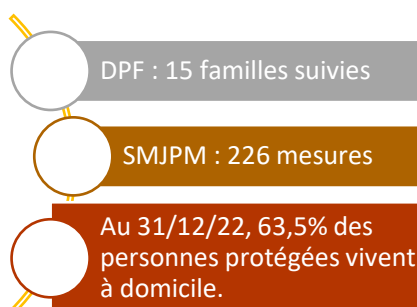 DPF : 15 familles suivies
SMJPM : 226 mesures
Au 31/12/22, 63,5% des
personnes protégées vivent
à domicile.